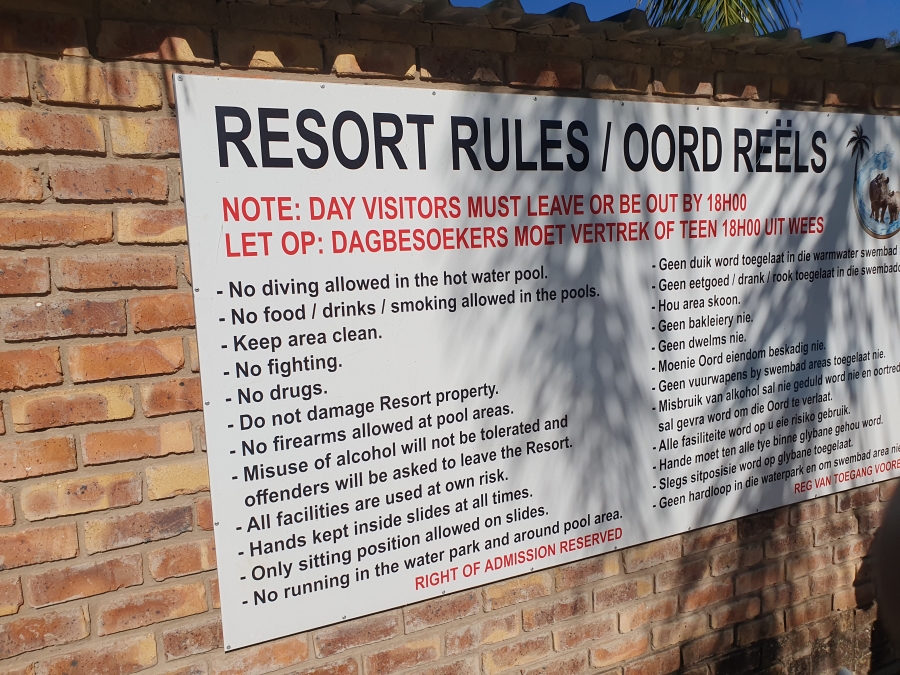 RESORT RULES / OORD REËLS
NOTE: DAY VISITORS MUST LEAVE OR BE OUT BY 18H00
LET OP: DAGBESOEKERS MOET VERTREK OF TEEN 18H00 UIT WEES
- No diving allowed in the hot water pool.
- No food / drinks / smoking allowed in the pools.
- Keep area clean.
- No fighting.
- No drugs.
- Do not damage Resort property.
- No firearms allowed at pool areas.
- Misuse of alcohol will not be tolerated and
offenders will be asked to leave the Resort.
- All facilities are used at own risk.
- Hands kept inside slides at all times.
- Only sitting position allowed on slides.
- No running in the water park and around pool area.
RIGHT OF ADMISSION RESERVED
- Geen duik word toegelaat in die warmwater swembad
- Geen eetgoed / drank / rook toegelaat in die
- Hou area skoon.
- Geen bakleiery nie.
- Geen dwelms nie.
- Moenie Oord eiendom beskadig nie.
- Geen vuurwapens by swembad areas toegelaat nie.
- Misbruik van alkohol sal nie geduld word nie en
sal gevra word om die Oord te verlaat.
- Alle fasiliteite word op u eie risiko gebruik.
- Hande moet ten alle tye binne glybane gehou word.
- Slegs sitposisie word op glybane toegelaat.
- Geen hardloop in die waterpark en om swembad area
REG VAN TOEGANG